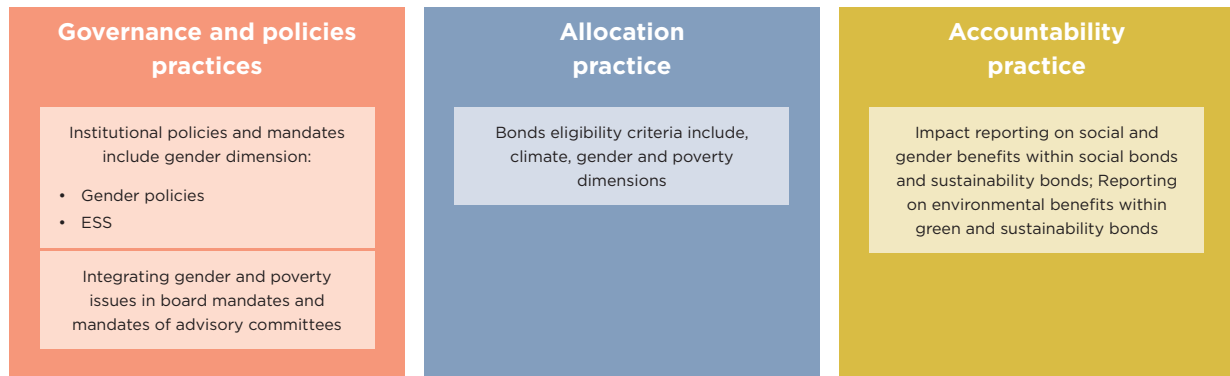 Governance and policies
practices
Institutional policies and mandates
include gender dimension:
• Gender policies
• ESS
Integrating gender and poverty
issues in board mandates and
mandates of advisory committees
Allocation
practice
Bonds eligibility criteria include,
climate, gender and poverty
dimensions
Accountability
practice
Impact reporting on social and
gender benefits within social bonds
and sustainability bonds; Reporting
on environmental benefits within
green and sustainability bonds